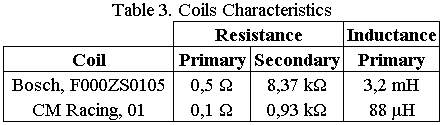 Table 3. Coils Characteristics
Resistance Inductance
Coil Primary Secondary Primary
Bosch, F000ZS0105 0,5 Ω 8,37 kΩ 3,2 mH
CM Racing, 01 0,1 Ω 0,93 kΩ 88 μH